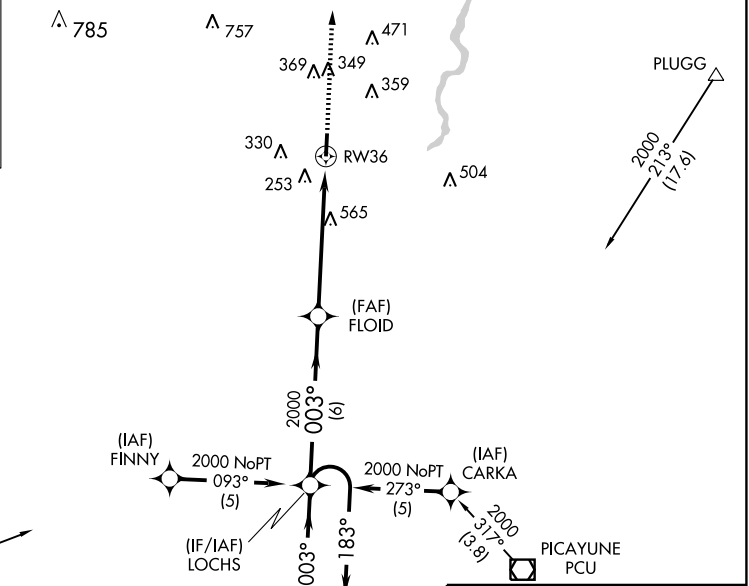 785
757
471
369
349
359
PLUGG
330
RW36
2000
213°
(17.6)
253
504
565
(FAF)
FLOID
2000
003°
(6)
(IAF)
FINNY
2000 NoPT
093°
(5)
2000 NoPT
273°
(5)
(IAF)
CARKA
2000
317°
(3.8)
(IF/IAF)
LOCHS
003°
183°
PICAYUNE
PCU